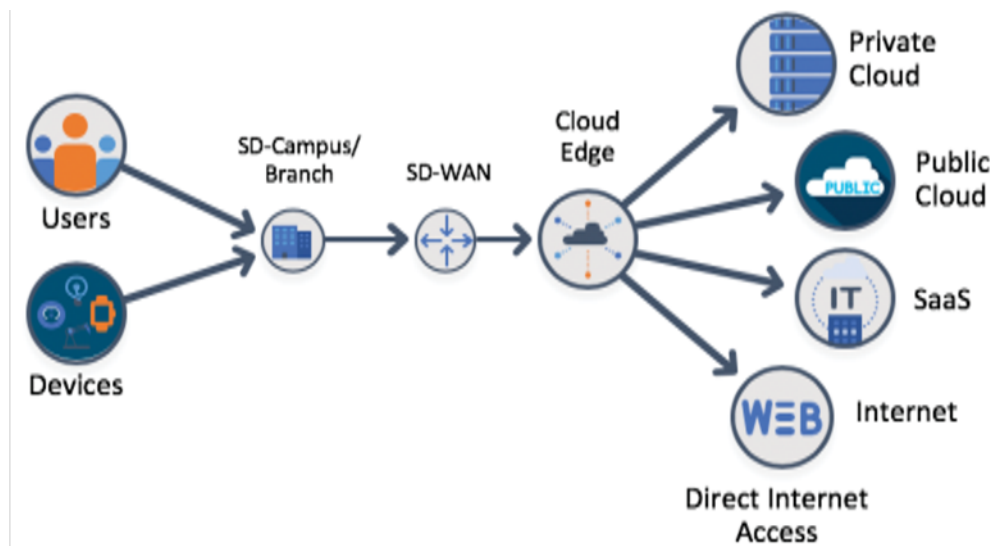 Users
Devices
SD-Campus/
Branch
SD-WAN
Cloud
Edge
Private
Cloud
PUBLIC
Public
Cloud
IT
SaaS
WEB
Internet
Direct Internet
Access